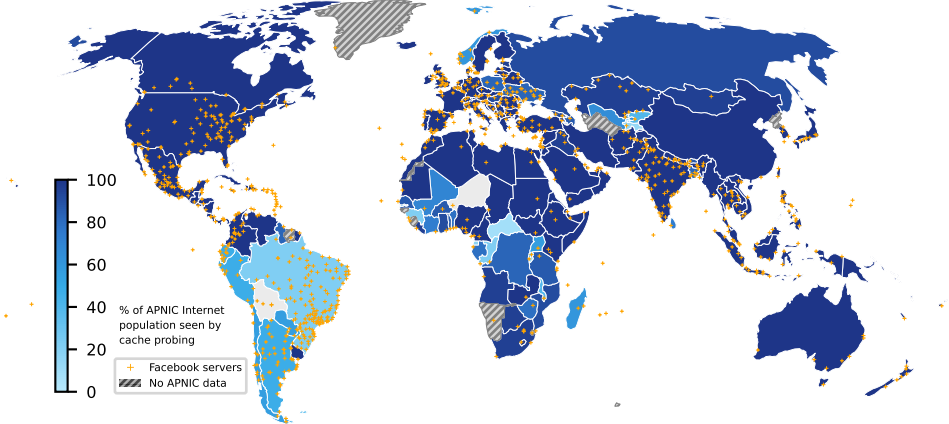 100
80
60
40
20
0
% of APNIC Internet
population seen by
cache probing
Facebook servers
No APNIC data